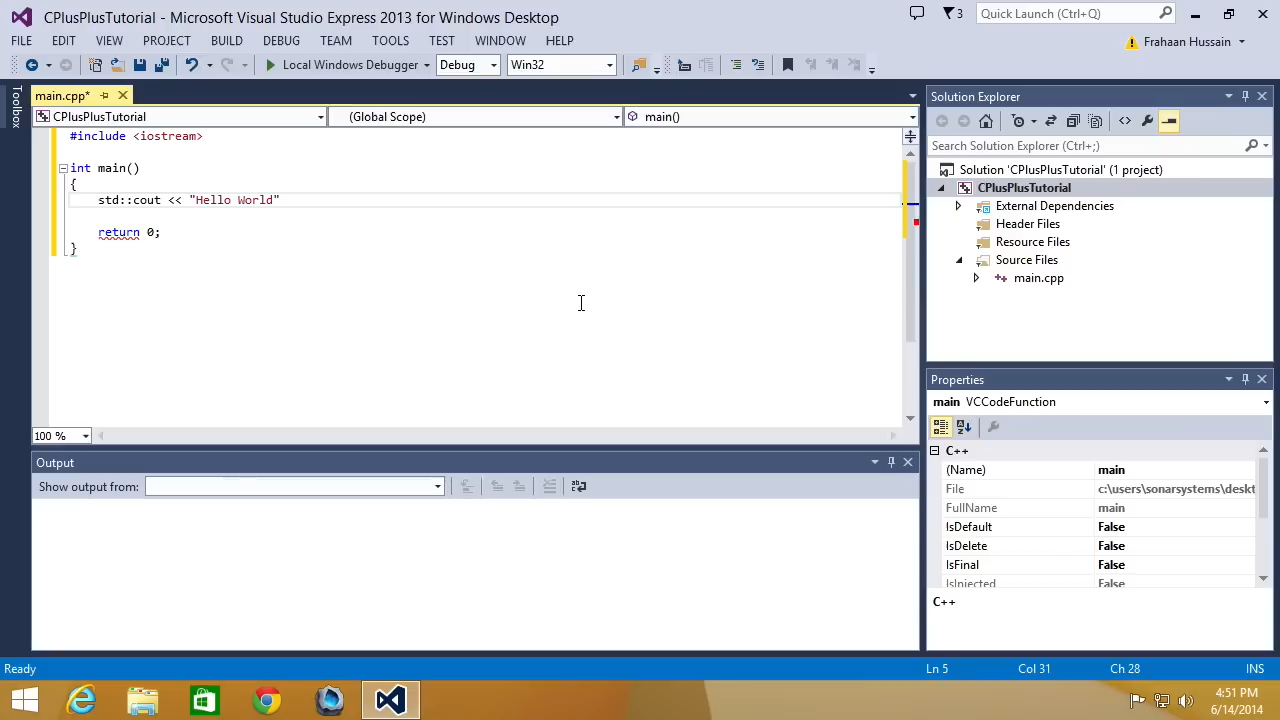 CPlusPlusTutorial - Microsoft Visual Studio Express 2013 for Windows Desktop
3
Quick Launch (Ctrl+Q)
FILE EDIT VIEW PROJECT BUILD DEBUG TEAM TOOLS TEST WINDOW HELP
Frahaan Hussain
Local Windows Debugger Debug Win32
Toolbox
main.cpp*
CPlusPlusTutorial (Global Scope) main()
#include <iostream>
int main()
{
std::cout << "Hello World"
return 0;
}
100 %
Output
Show output from:
Solution Explorer
Search Solution Explorer (Ctrl+;)
Solution 'CPlusPlusTutorial' (1 project)
CPlusPlusTutorial
External Dependencies
Header Files
Resource Files
Source Files
main.cpp
Properties
main VCCodeFunction
C++
(Name) main
File c:\users\sonarsystems\deskt
FullName main
IsDefault False
IsDelete False
IsFinal False
IsInjected False
C++
Ready Ln 5 Col 31 Ch 28 INS
4:51 PM
6/14/2014